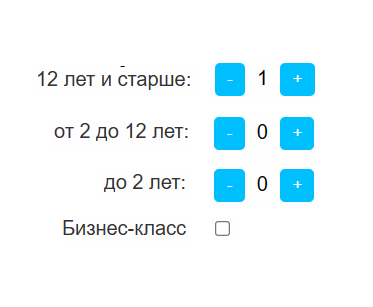 12 лет и старше: - 1 +
от 2 до 12 лет: - 0 +
до 2 лет: - 0 +
Бизнес-класс